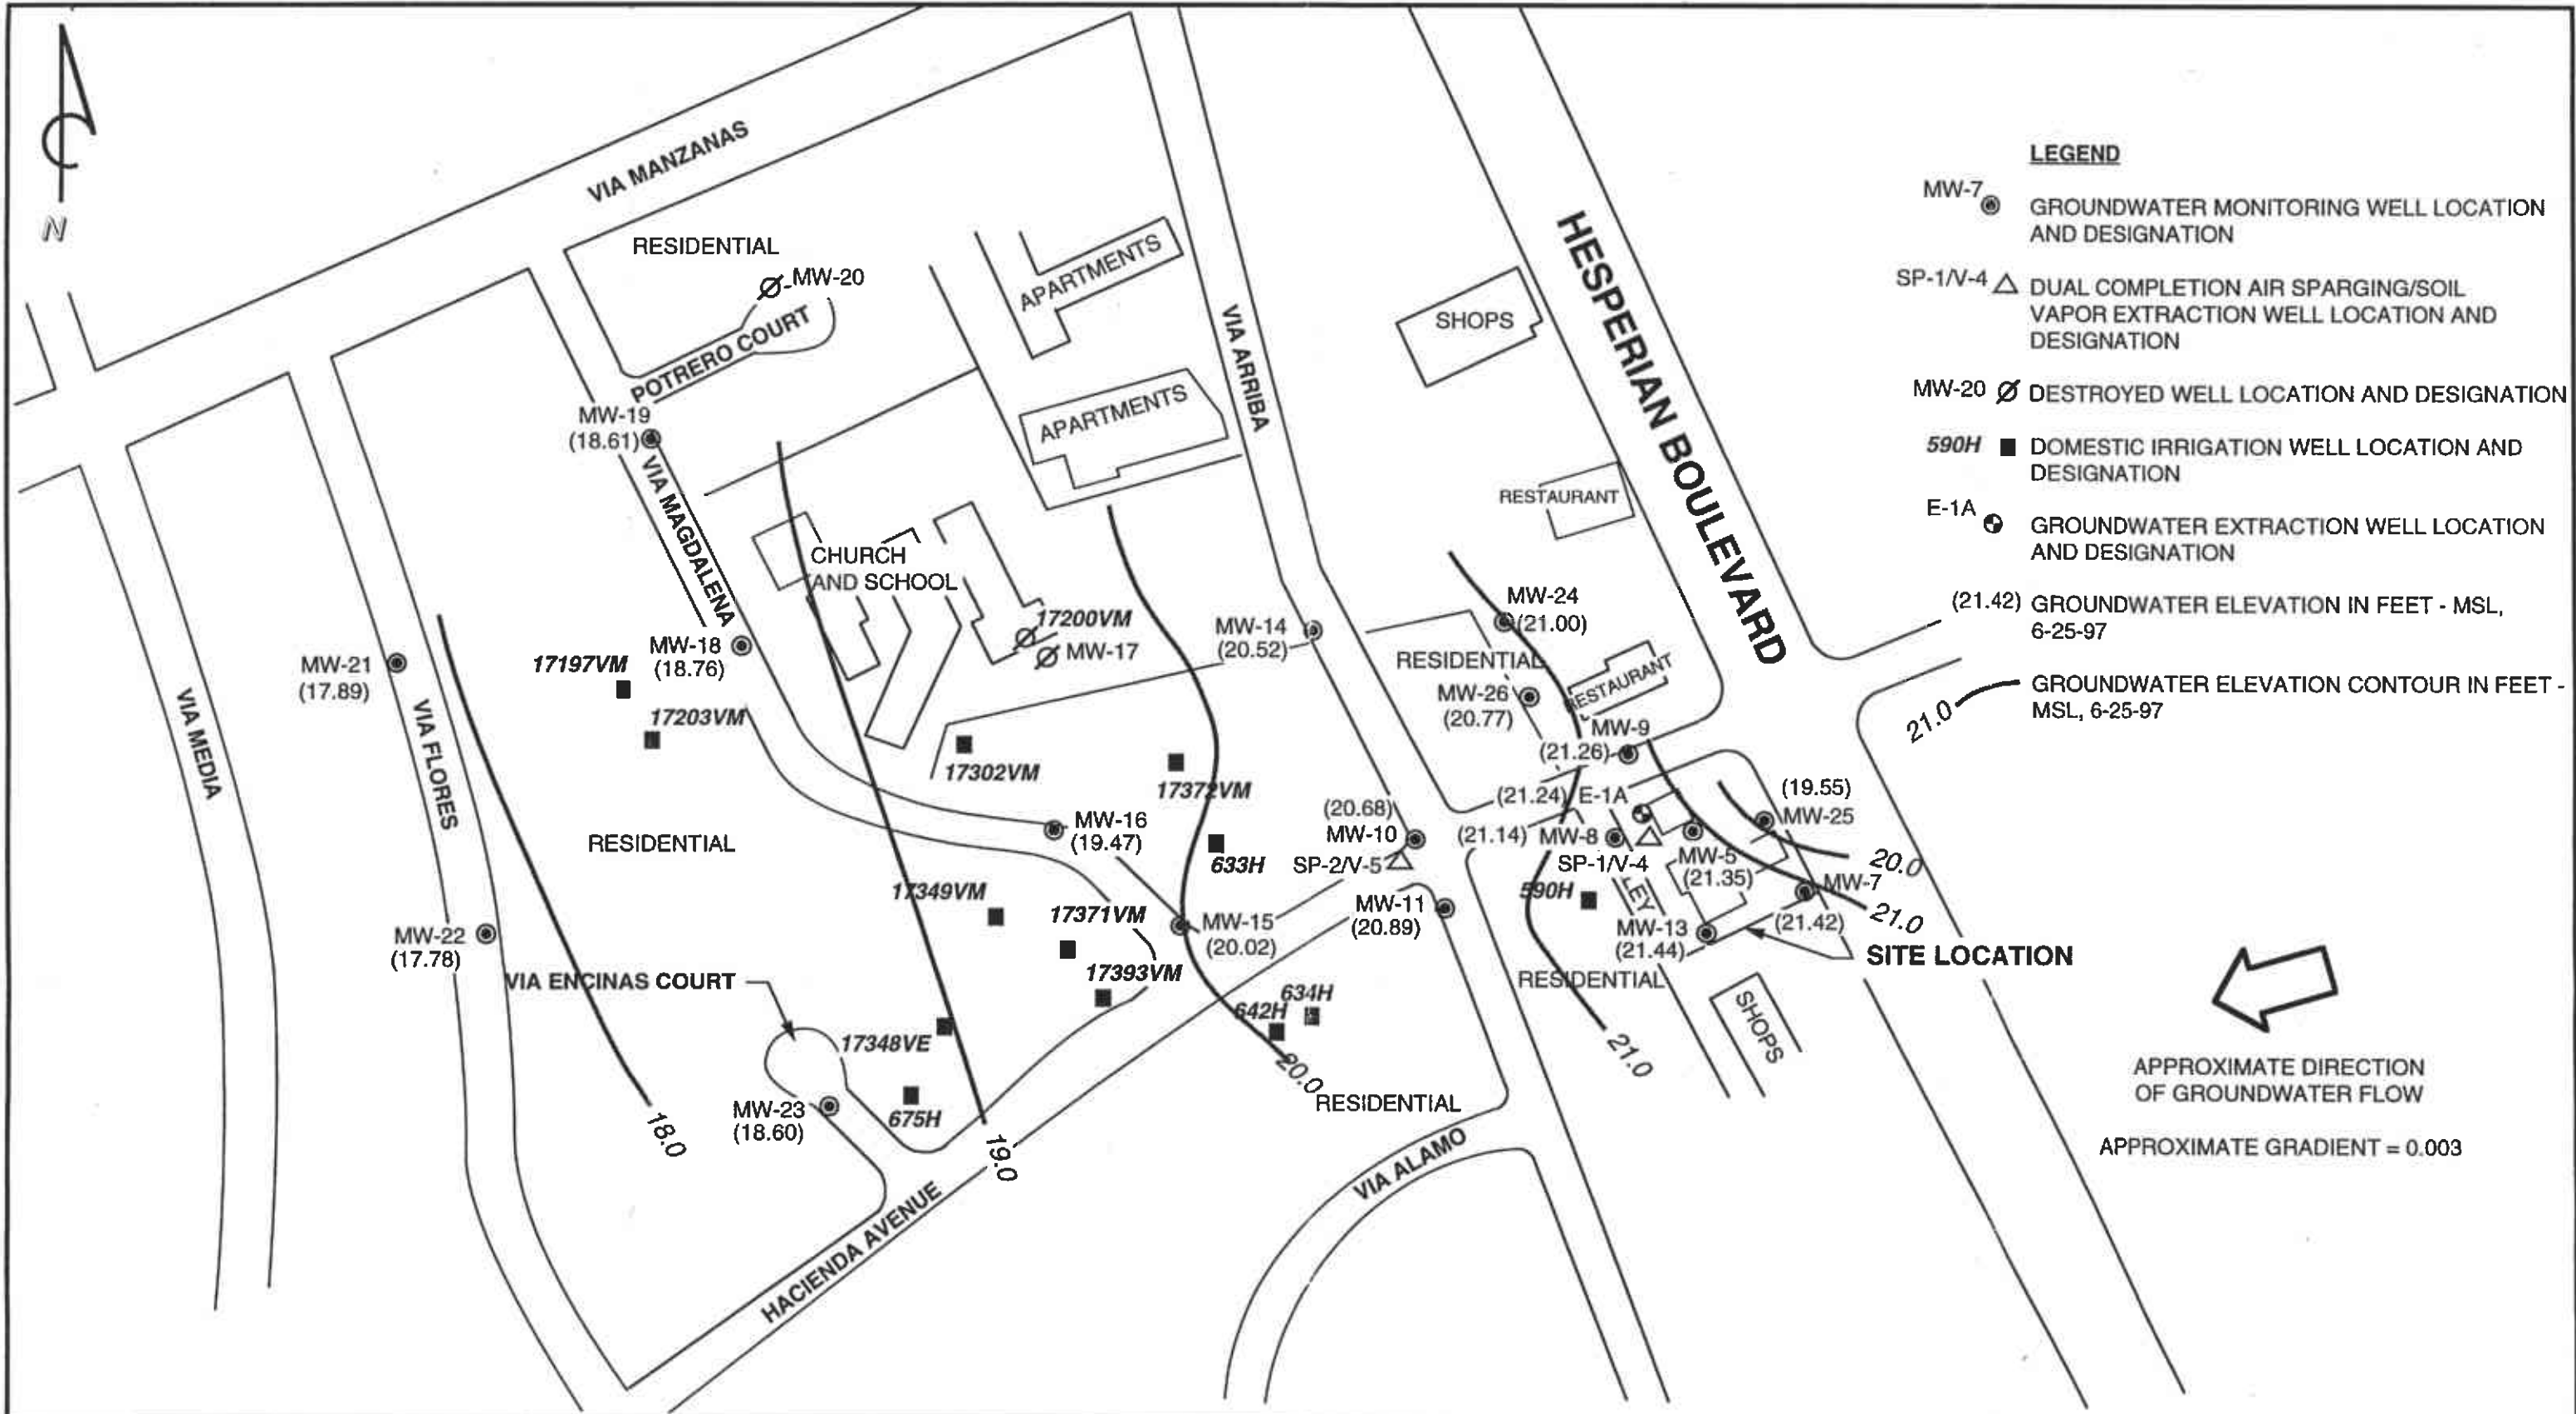 N
VIA MANZANAS
RESIDENTIAL
MW-20
POTRERO COURT
APARTMENTS
APARTMENTS
VIA ARRIBA
SHOPS
HESPERIAN BOULEVARD
RESTAURANT
MW-19
(18.61)
VIA MAGDALENA
CHURCH
AND SCHOOL
17200VM
MW-17
MW-14
(20.52)
MW-24
(21.00)
RESIDENTIAL
RESTAURANT
MW-26
(20.77)
MW-9
(21.26)
MW-21
(17.89)
17197VM
MW-18
(18.76)
17203VM
VIA MEDIA
VIA FLORES
17302VM
17372VM
(21.24) E-1A
(19.55)
MW-25
(20.68)
MW-10
SP-2/V-5
(21.14) MW-8
SP-1/V-4
MW-5
(21.35)
20.0
MW-7
(21.42)
21.0
MW-16
(19.47)
633H
RESIDENTIAL
17349VM
17371VM
MW-15
(20.02)
MW-11
(20.89)
590H
LEY
MW-13
(21.44)
SITE LOCATION
MW-22
(17.78)
17393VM
RESIDENTIAL
VIA ENCINAS COURT
634H
642H
SHOPS
17348VE
21.0
20.0
RESIDENTIAL
MW-23
(18.60)
675H
18.0
19.0
VIA ALAMO
HACIENDA AVENUE
LEGEND
MW-7
GROUNDWATER MONITORING WELL LOCATION
AND DESIGNATION
SP-1/V-4
DUAL COMPLETION AIR SPARGING/SOIL
VAPOR EXTRACTION WELL LOCATION AND
DESIGNATION
MW-20 DESTROYED WELL LOCATION AND DESIGNATION
590H DOMESTIC IRRIGATION WELL LOCATION AND
DESIGNATION
E-1A
GROUNDWATER EXTRACTION WELL LOCATION
AND DESIGNATION
(21.42) GROUNDWATER ELEVATION IN FEET - MSL,
6-25-97
21.0
GROUNDWATER ELEVATION CONTOUR IN FEET -
MSL, 6-25-97
APPROXIMATE DIRECTION
OF GROUNDWATER FLOW
APPROXIMATE GRADIENT = 0.003